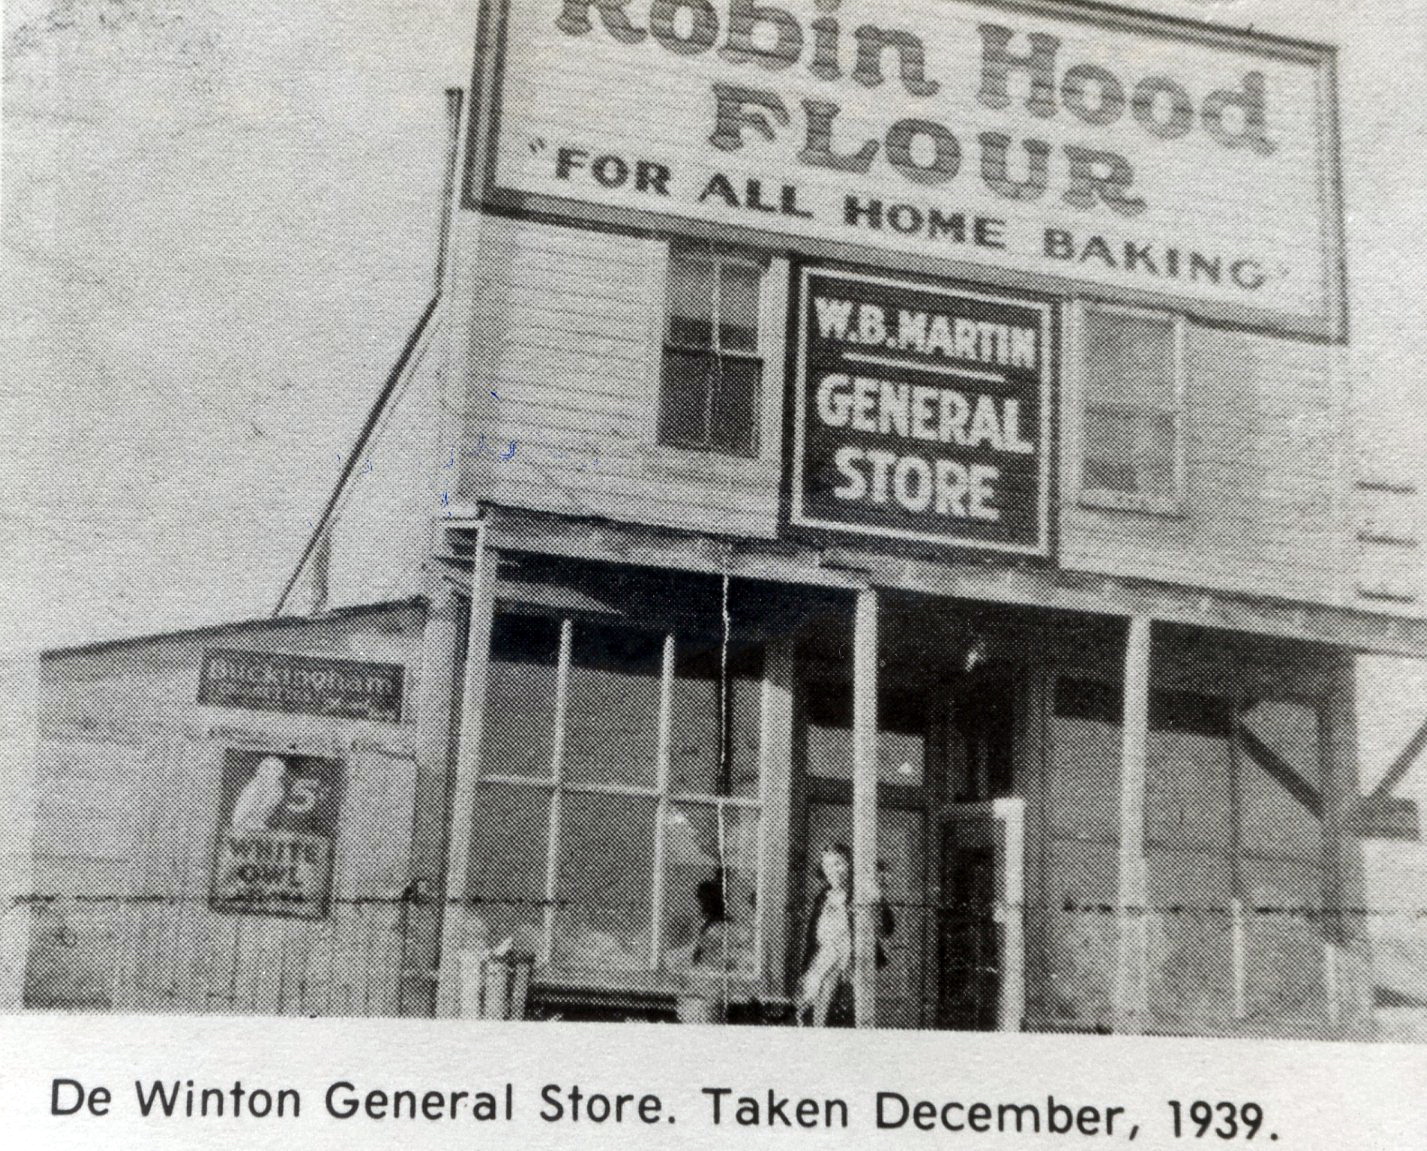 Robin Hood
FLOUR
"FOR ALL HOME BAKING"
W.B. MARTIN
GENERAL
STORE
Buckingham
5¢
WHITE
OWL
De Winton General Store. Taken December, 1939.